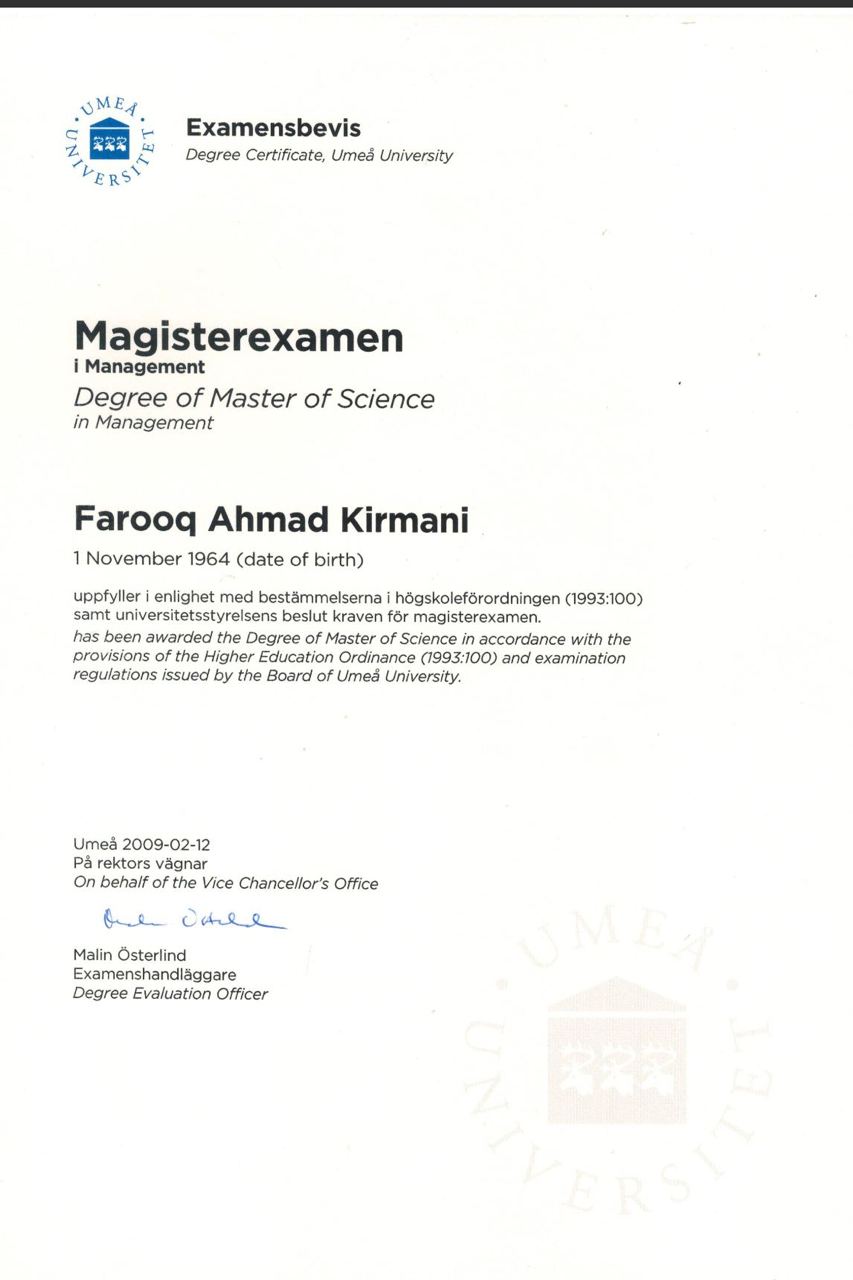 UMEÅ UNIVERSITET
Examensbevis
Degree Certificate, Umeå University
Magisterexamen
i Management
Degree of Master of Science
in Management
Farooq Ahmad Kirmani
1 November 1964 (date of birth)
uppfyller i enlighet med bestämmelserna i högskoleförordningen (1993:100)
samt universitetsstyrelsens beslut kraven för magisterexamen.
has been awarded the Degree of Master of Science in accordance with the
provisions of the Higher Education Ordinance (1993:100) and examination
regulations issued by the Board of Umeå University.
Umeå 2009-02-12
På rektors vägnar
On behalf of the Vice Chancellor's Office
Malin Österlind
Examenshandläggare
Degree Evaluation Officer
UMEÅ UNIVERSITET